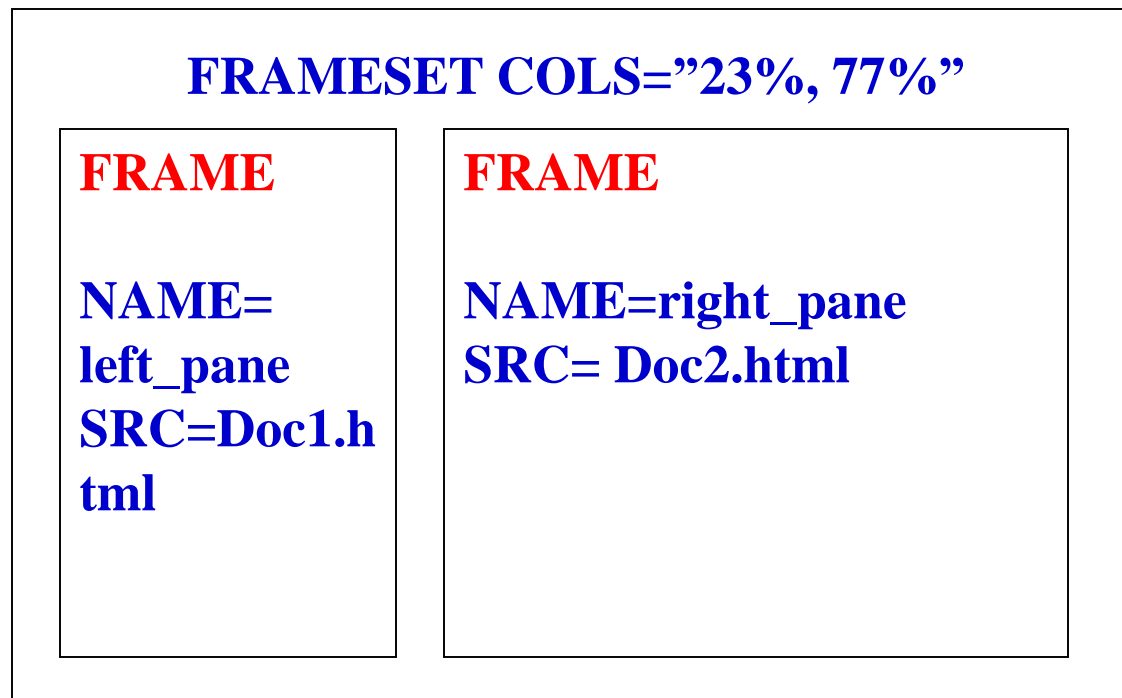 FRAMESET COLS=”23%, 77%”
FRAME
NAME=
left_pane
SRC=Doc1.h
tml
FRAME
NAME=right_pane
SRC= Doc2.html